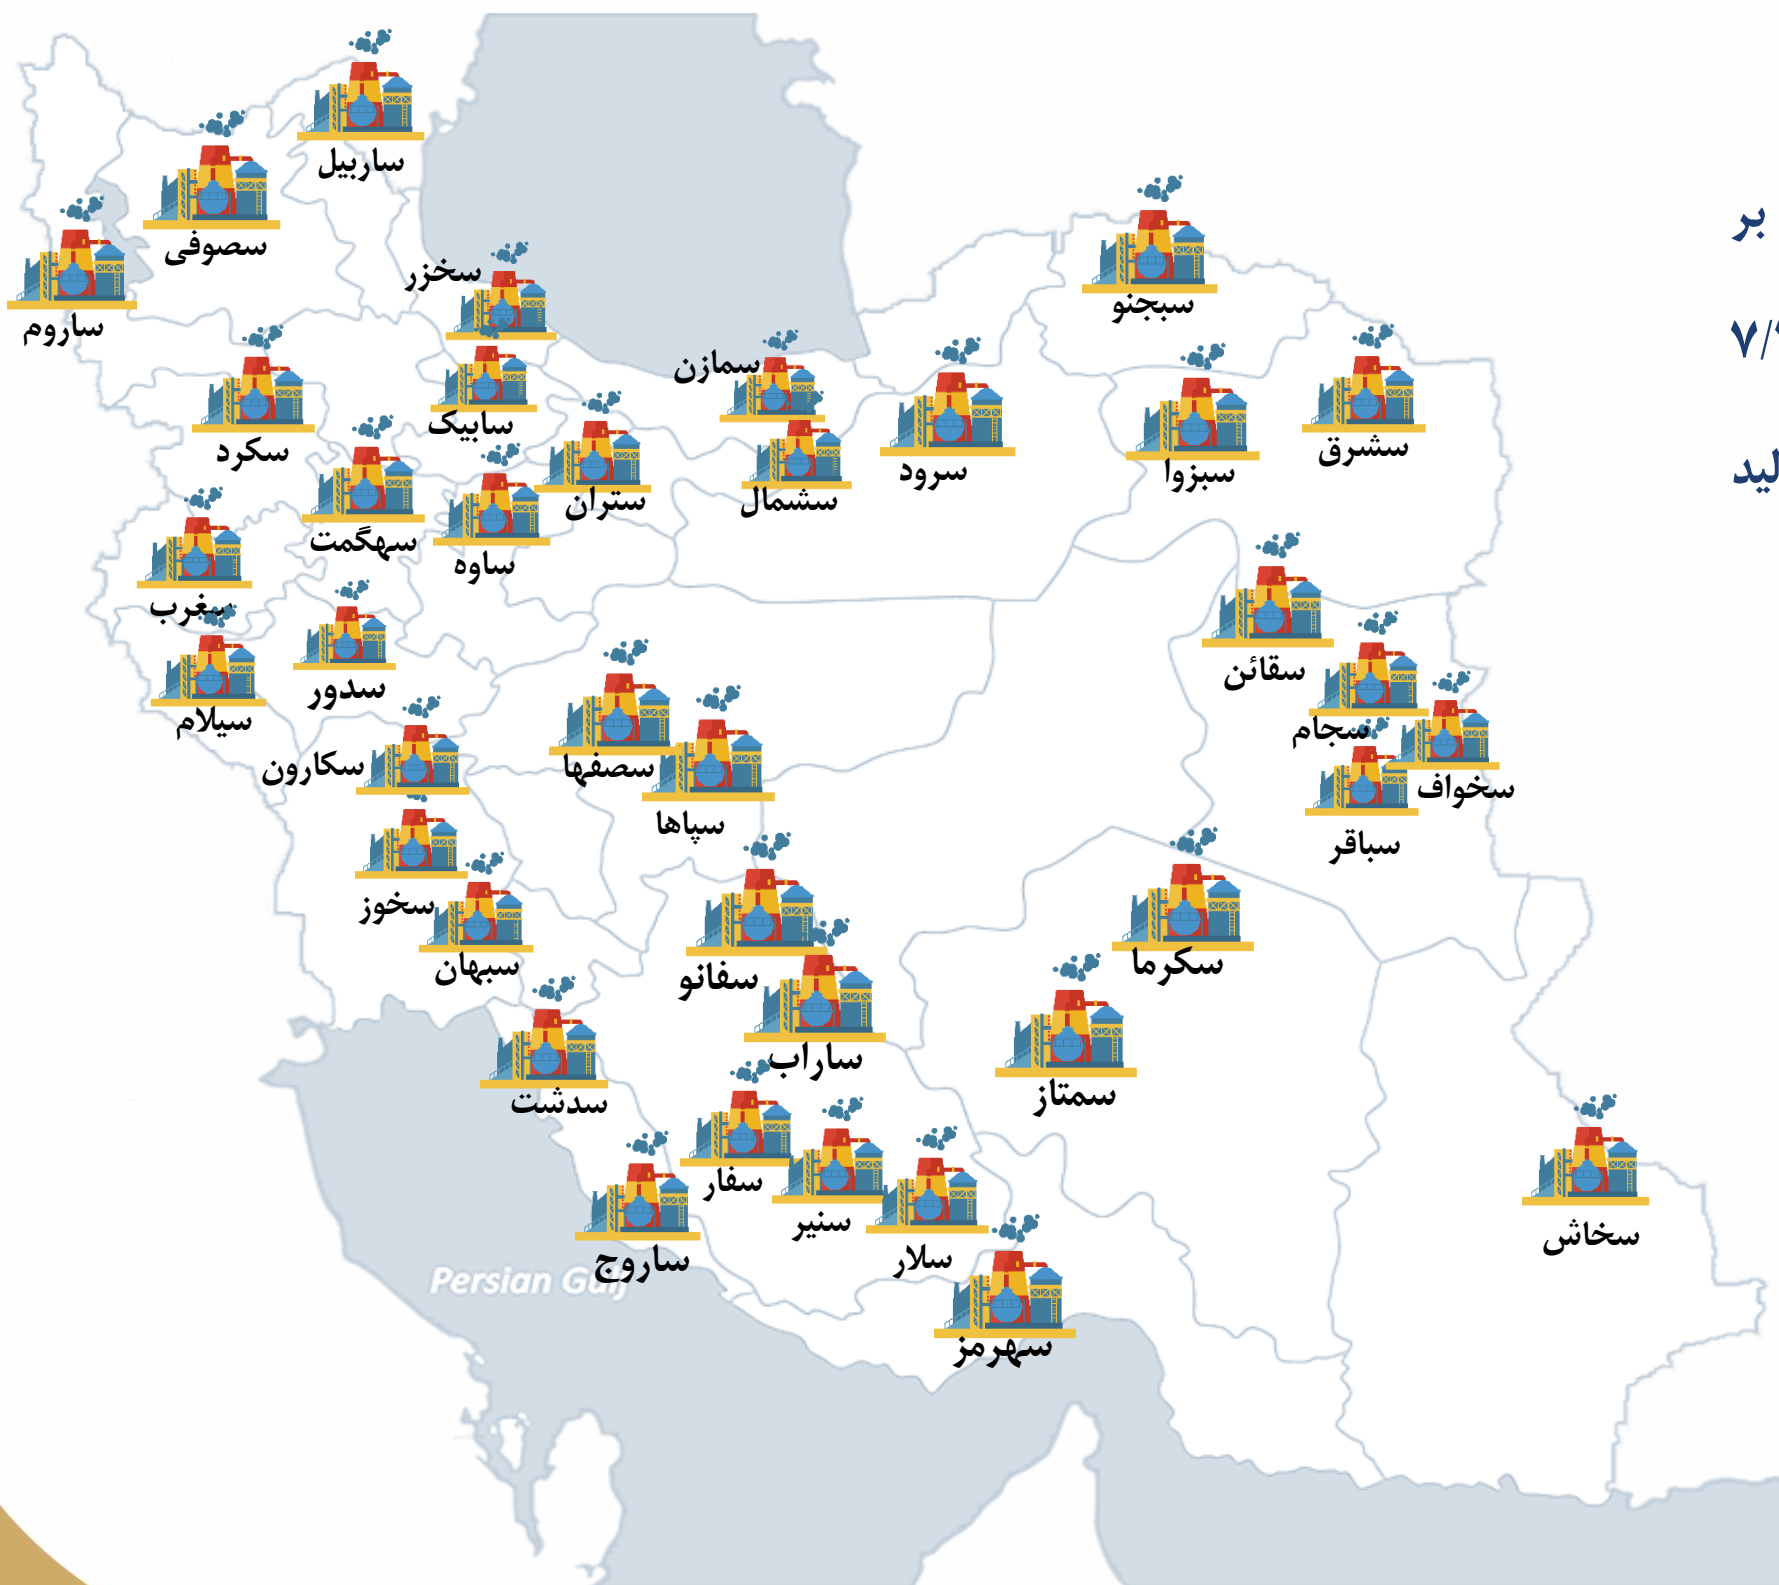 ساربیل
سصوفی
ساروم
سخزر
سبجنو
بر
سمازن
سابیک
سکرد
سشرق
سبزوا
سرود
سشمال
ستران
سهگمت
ساوه
سغرب
سیلام
سدور
سقائن
سجام
سخواف
سباقر
سکارون
سصفها
سپاها
سخوز
سبهان
سفانو
ساراب
سکرما
سمتاز
سدشت
سفار
سنیر
سلار
ساروج
Persian Gulf
سهرمز
سخاش